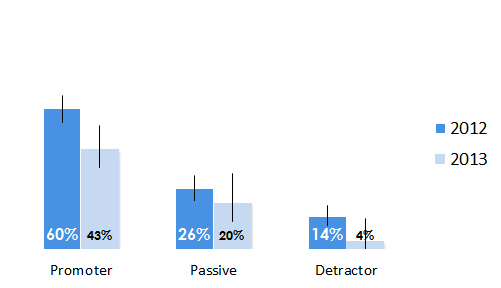 2012
2013
60% 43% 26% 20% 14% 4%
Promoter Passive Detractor